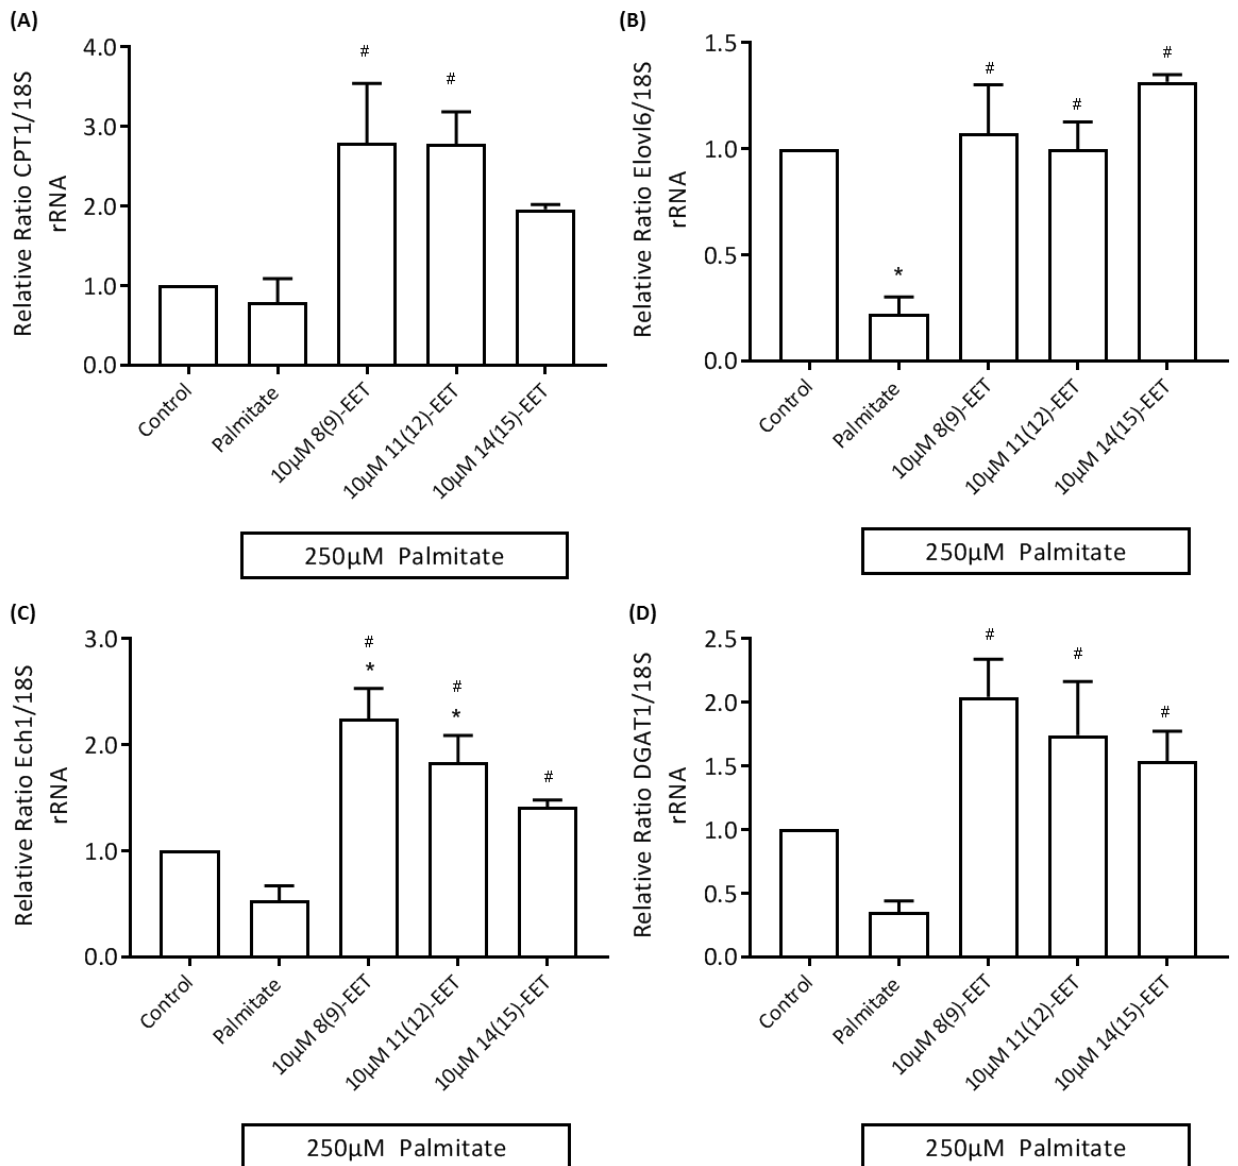 (A)
Relative Ratio CPT1/18S
rRNA
4.0
#
#
3.0
2.0
1.0
0.0
Control
Palmitate
10µM 8(9)-EET
10µM 11(12)-EET
10µM 14(15)-EET
250µM Palmitate
(B)
Relative Ratio Elovl6/18S
rRNA
1.5
#
#
#
1.0
0.5
*
0.0
Control
Palmitate
10µM 8(9)-EET
10µM 11(12)-EET
10µM 14(15)-EET
250µM Palmitate
(C)
Relative Ratio Ech1/18S
rRNA
3.0
#
*
#
*
#
2.0
1.0
0.0
Control
Palmitate
10µM 8(9)-EET
10µM 11(12)-EET
10µM 14(15)-EET
250µM Palmitate
(D)
Relative Ratio DGAT1/18S
rRNA
2.5
#
#
#
2.0
1.5
1.0
0.5
0.0
Control
Palmitate
10µM 8(9)-EET
10µM 11(12)-EET
10µM 14(15)-EET
250µM Palmitate